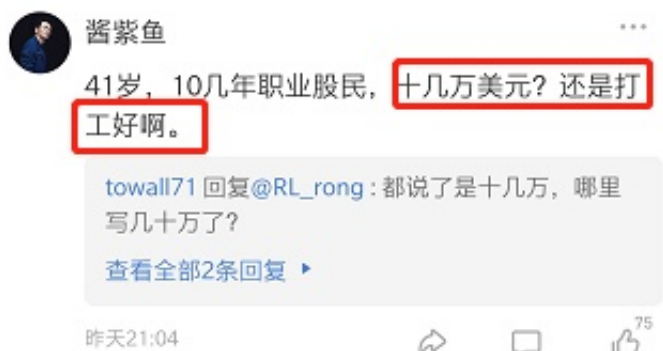 酱紫鱼
41岁，10几年职业股民，十几万美元？还是打
工好啊。
towall71 回复@RL_rong : 都说了是十几万，哪里
写几十万了？
查看全部2条回复
昨天21:04
75